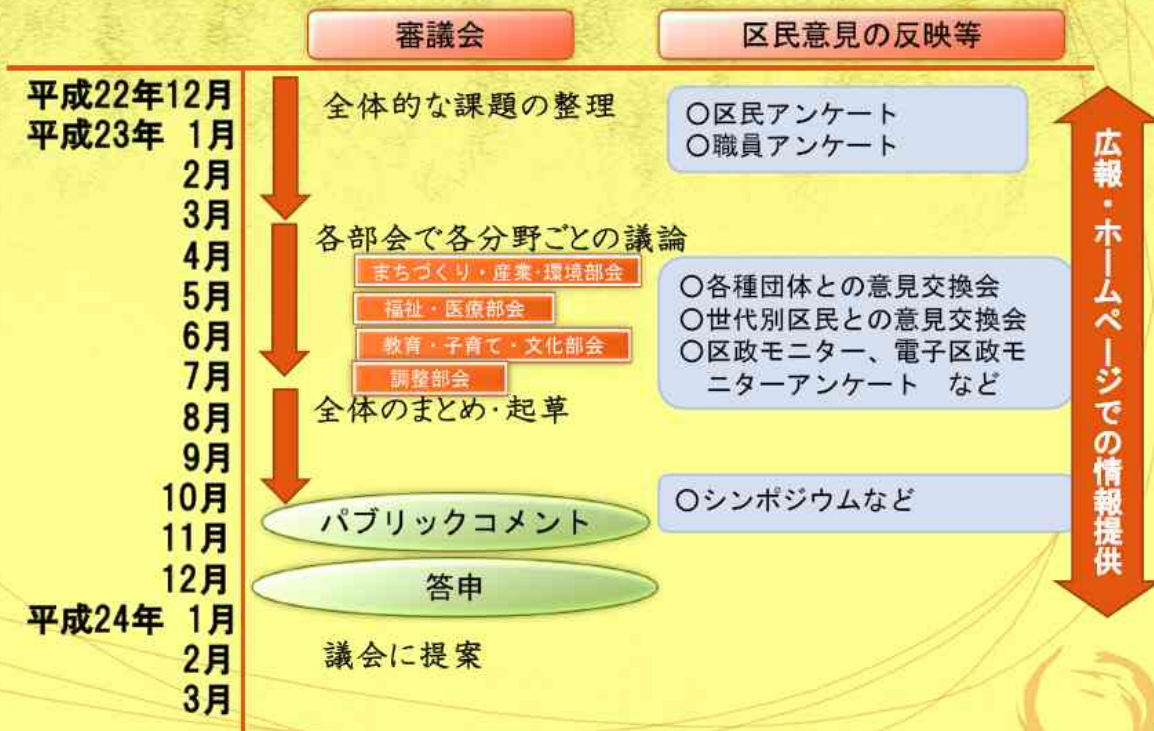 審議会
区民意見の反映等
平成22年12月
平成23年 1月
2月
3月
4月
5月
6月
7月
8月
9月
10月
11月
12月
平成24年 1月
2月
3月
全体的な課題の整理
各部会で各分野ごとの議論
まちづくり・産業・環境部会
福祉・医療部会
教育・子育て・文化部会
調整部会
全体のまとめ・起草
パブリックコメント
答申
議会に提案
〇区民アンケート
〇職員アンケート
〇各種団体との意見交換会
〇世代別区民との意見交換会
〇区政モニター、電子区政モ
ニターアンケート など
〇シンポジウムなど
広報・ホームページでの情報提供